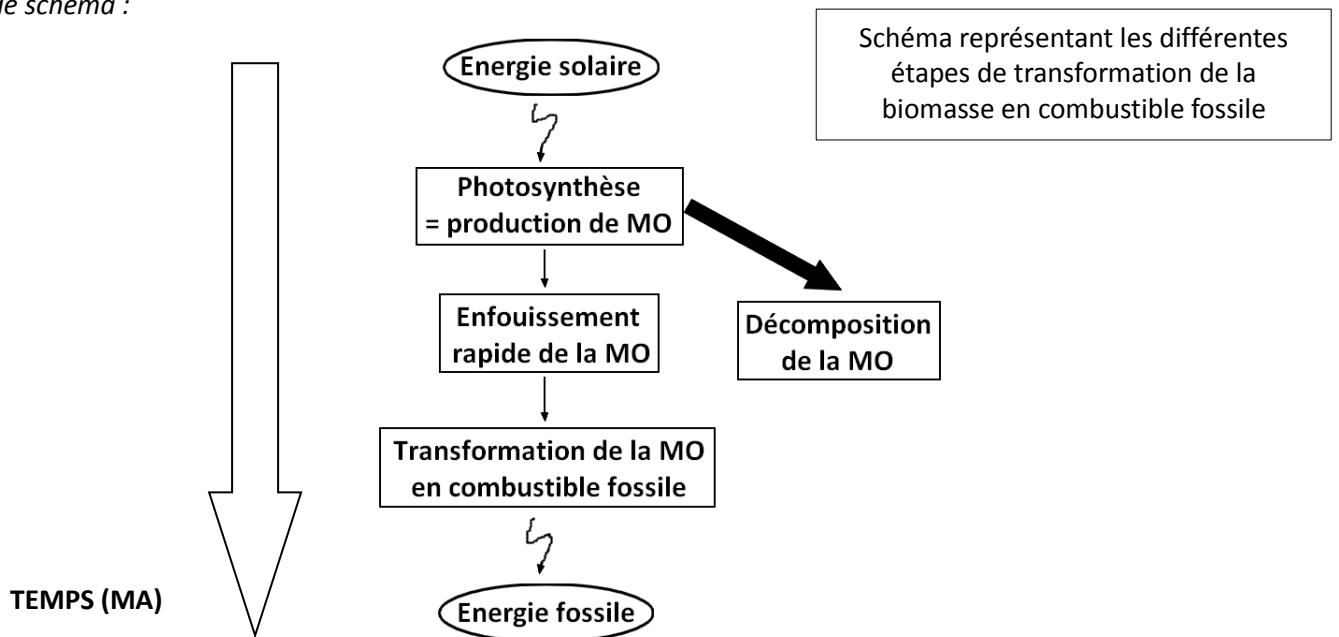 le schéma :
Schéma représentant les différentes
étapes de transformation de la
biomasse en combustible fossile
Energie solaire
Photosynthèse
= production de MO
Enfouissement
rapide de la MO
Décomposition
de la MO
Transformation de la MO
en combustible fossile
TEMPS (MA)
Energie fossile